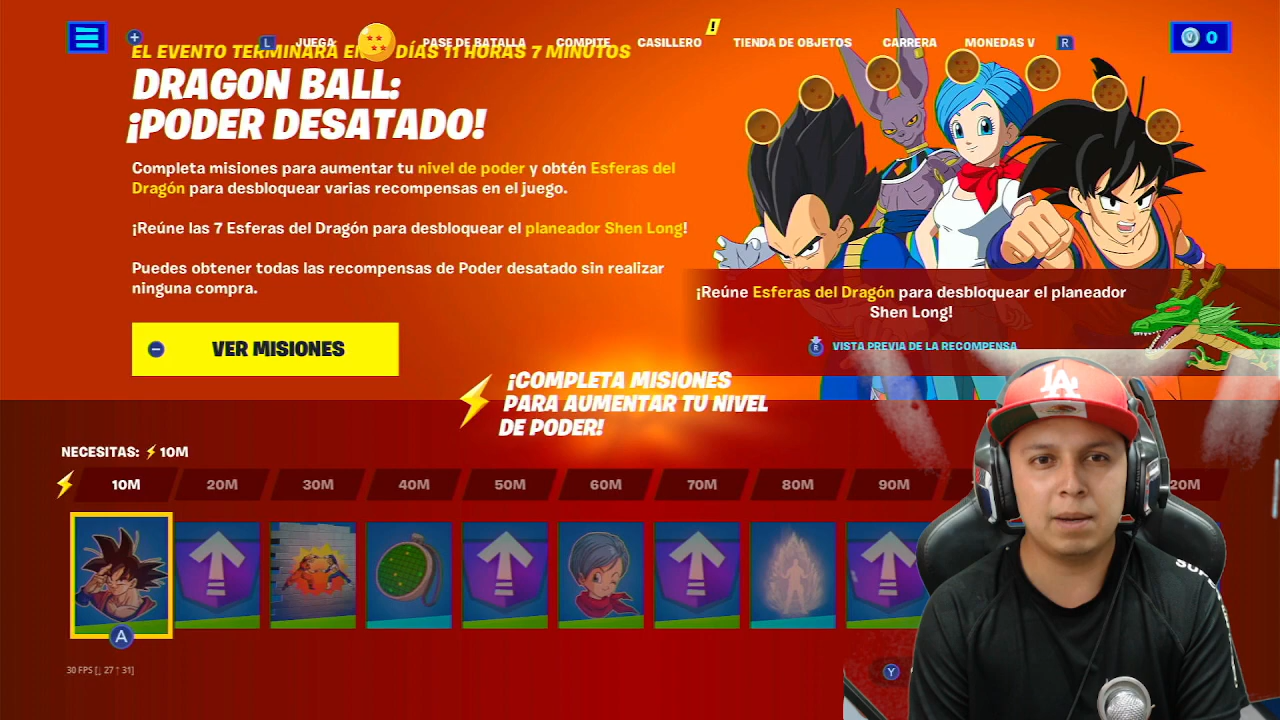 L JUEGA PASE DE BATALLA COMPITE CASILLERO TIENDA DE OBJETOS CARRERA MONEDAS V R 0
EL EVENTO TERMINARÁ EN DÍAS 11 HORAS 7 MINUTOS
DRAGON BALL:
¡PODER DESATADO!
Completa misiones para aumentar tu nivel de poder y obtén Esferas del
Dragón para desbloquear varias recompensas en el juego.
¡Reúne las 7 Esferas del Dragón para desbloquear el planeador Shen Long!
Puedes obtener todas las recompensas de Poder desatado sin realizar
ninguna compra.
VER MISIONES
¡Reúne Esferas del Dragón para desbloquear el planeador
Shen Long!
R VISTA PREVIA DE LA RECOMPENSA
¡COMPLETA MISIONES
PARA AUMENTAR TU NIVEL
DE PODER!
NECESITAS: 10M
10M 20M 30M 40M 50M 60M 70M 80M 90M 20M
LA
A
30 FPS [↓ 27 ↑ 31]
Y